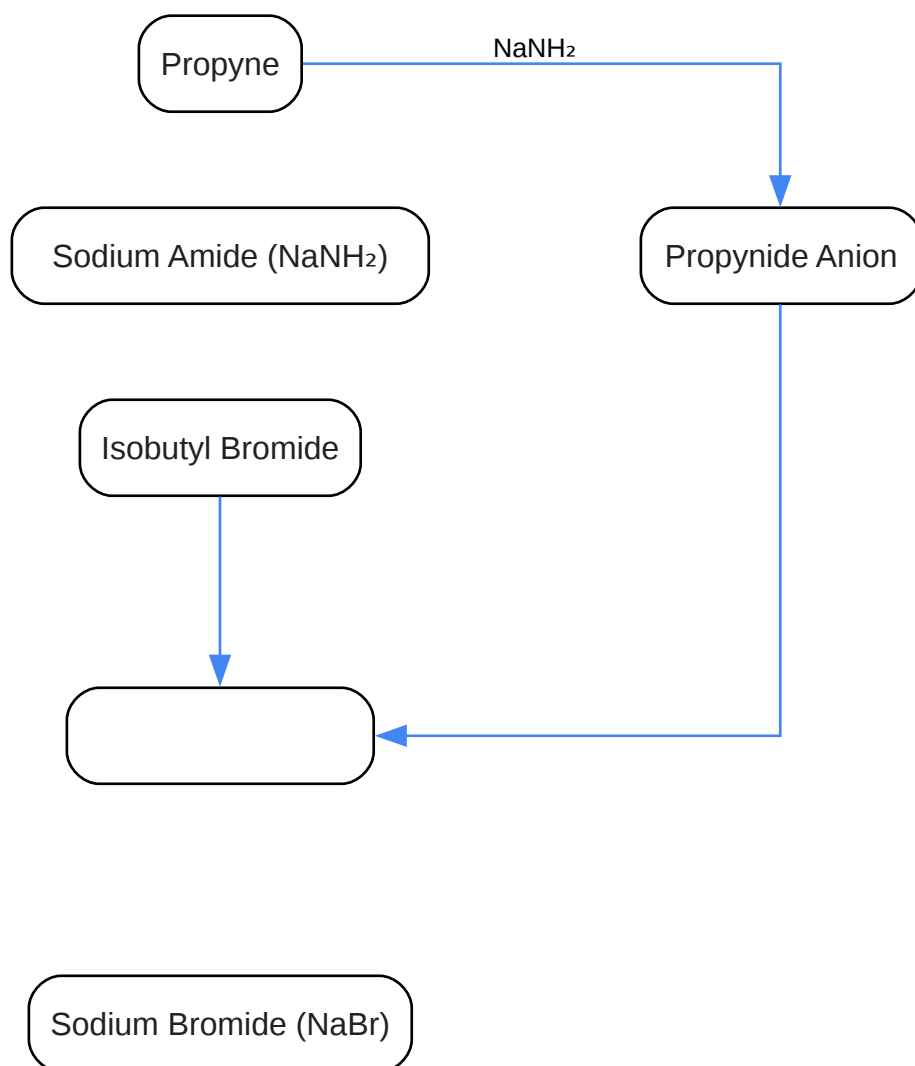 Propyne
NaNH₂
Sodium Amide (NaNH₂)
Propynide Anion
Isobutyl Bromide
Sodium Bromide (NaBr)